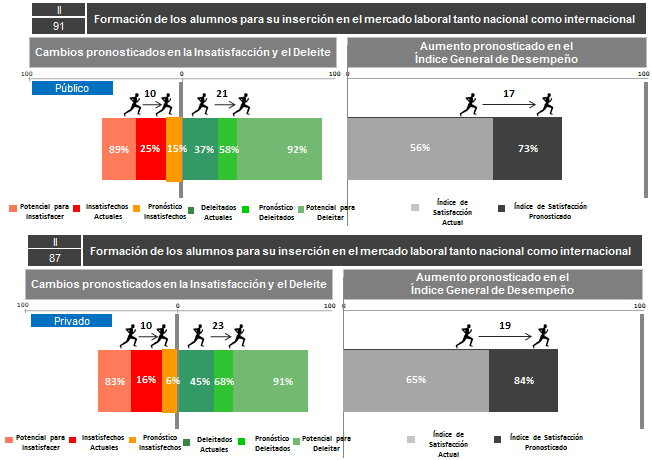 II
91
Formación de los alumnos para su inserción en el mercado laboral tanto nacional como internacional
Cambios pronosticados en la Insatisfacción y el Deleite
Aumento pronosticado en el
Índice General de Desempeño
100
0
100
0
100
Público
10
21
17
89%
25%
15%
37%
58%
92%
56%
73%
Potencial para
Insatisfacer
Insatisfechos
Actuales
Pronóstico
Insatisfechos
Deleitados
Actuales
Pronóstico
Deleitados
Potencial para
Deleitar
Índice de
Satisfacción
Actual
Índice de Satisfacción
Pronosticado
II
87
Formación de los alumnos para su inserción en el mercado laboral tanto nacional como internacional
Cambios pronosticados en la Insatisfacción y el Deleite
Aumento pronosticado en el
Índice General de Desempeño
100
0
100
0
100
Privado
10
23
19
83%
16%
6%
45%
68%
91%
65%
84%
Potencial para
Insatisfacer
Insatisfechos
Actuales
Pronóstico
Insatisfechos
Deleitados
Actuales
Pronóstico
Deleitados
Potencial para
Deleitar
Índice de
Satisfacción
Actual
Índice de Satisfacción
Pronosticado